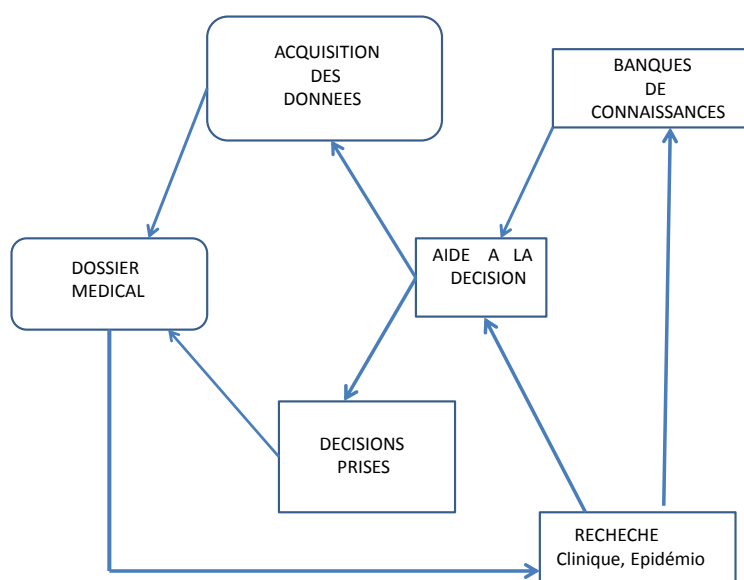 ACQUISITION
DES
DONNEES
BANQUES
DE
CONNAISSANCES
DOSSIER
MEDICAL
AIDE A LA
DECISION
DECISIONS
PRISES
RECHECHE
Clinique, Epidémio